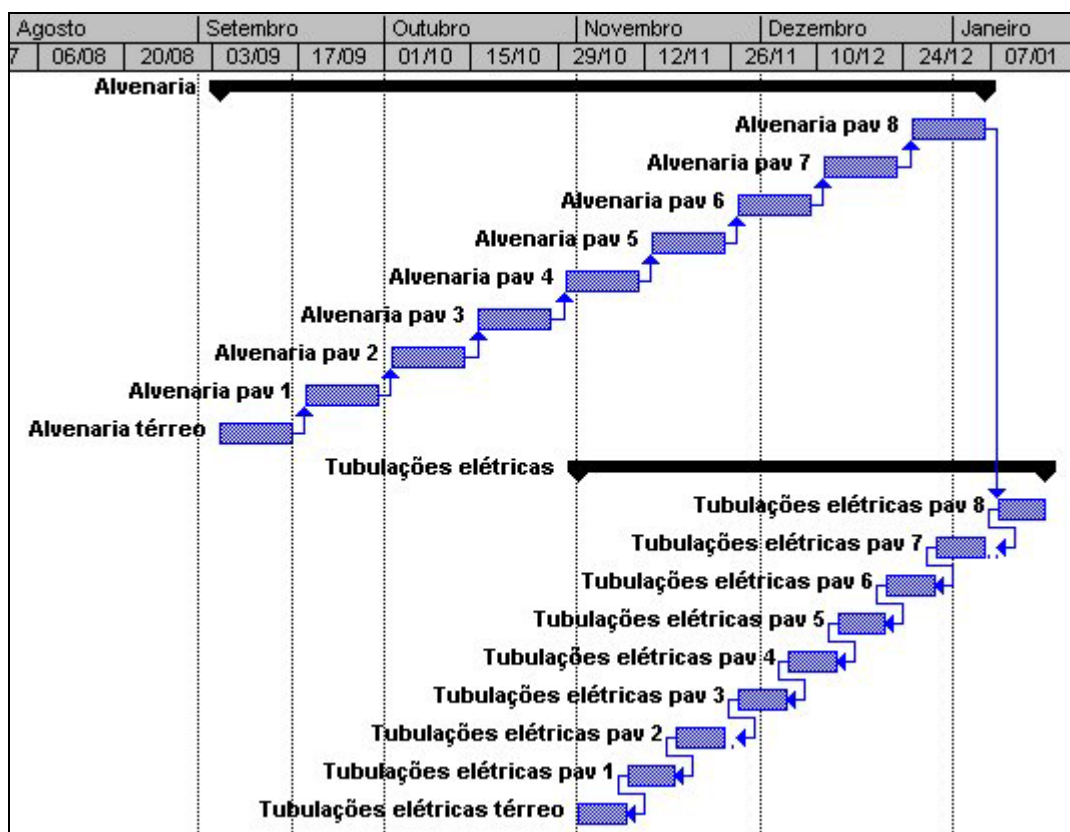 Agosto Setembro Outubro Novembro Dezembro Janeiro
7 06/08 20/08 03/09 17/09 01/10 15/10 29/10 12/11 26/11 10/12 24/12 07/01
Alvenaria
Alvenaria pav 8
Alvenaria pav 7
Alvenaria pav 6
Alvenaria pav 5
Alvenaria pav 4
Alvenaria pav 3
Alvenaria pav 2
Alvenaria pav 1
Alvenaria térreo
Tubulações elétricas
Tubulações elétricas pav 8
Tubulações elétricas pav 7
Tubulações elétricas pav 6
Tubulações elétricas pav 5
Tubulações elétricas pav 4
Tubulações elétricas pav 3
Tubulações elétricas pav 2
Tubulações elétricas pav 1
Tubulações elétricas térreo